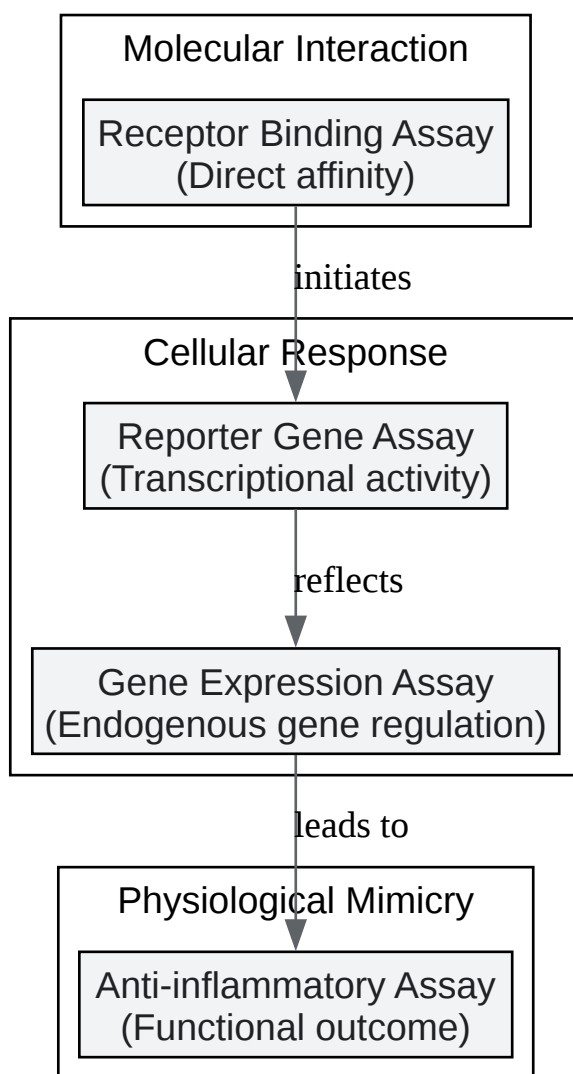 Molecular Interaction
Receptor Binding Assay
(Direct affinity)
initiates
Cellular Response
Reporter Gene Assay
(Transcriptional activity)
reflects
Gene Expression Assay
(Endogenous gene regulation)
leads to
Physiological Mimicry
Anti-inflammatory Assay
(Functional outcome)